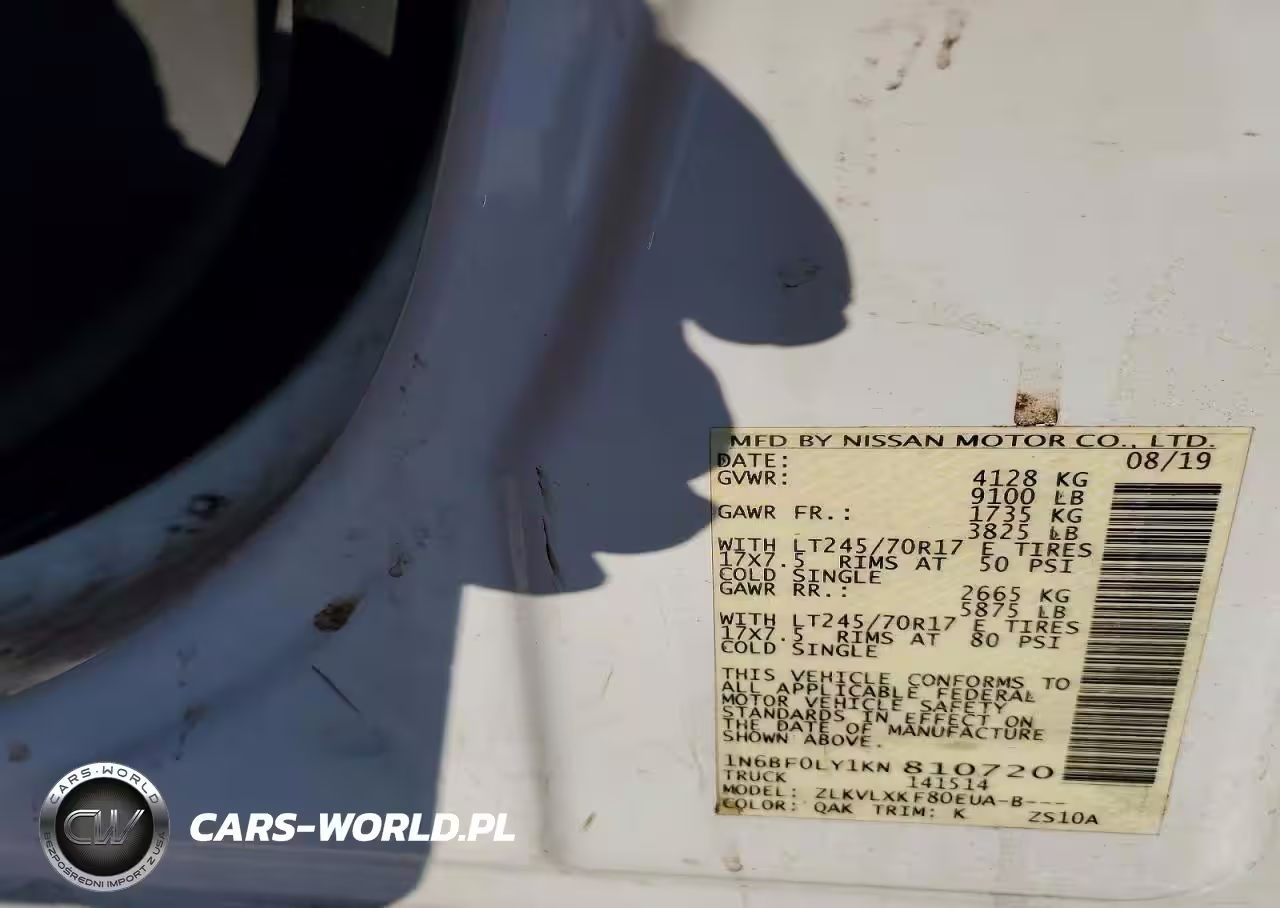 MFD BY NISSAN MOTOR CO., LTD.
DATE: 08/19
GVWR: 4128 KG
9100 LB
GAWR FR.: 1735 KG
3825 LB
WITH LT245/70R17 E TIRES
17X7.5 RIMS AT 50 PSI
COLD SINGLE
GAWR RR.: 2665 KG
5875 LB
WITH LT245/70R17 E TIRES
17X7.5 RIMS AT 80 PSI
COLD SINGLE
THIS VEHICLE CONFORMS TO
ALL APPLICABLE FEDERAL
MOTOR VEHICLE SAFETY
STANDARDS IN EFFECT ON
THE DATE OF MANUFACTURE
SHOWN ABOVE.
1N6BF0LY1KN 810720
TRUCK 141514
MODEL: ZLKVLXKF80EUA-B---
COLOR: QAK TRIM: K ZS10A
CARS-WORLD
CW
BEZPOŚREDNI IMPORT Z USA
CARS-WORLD.PL